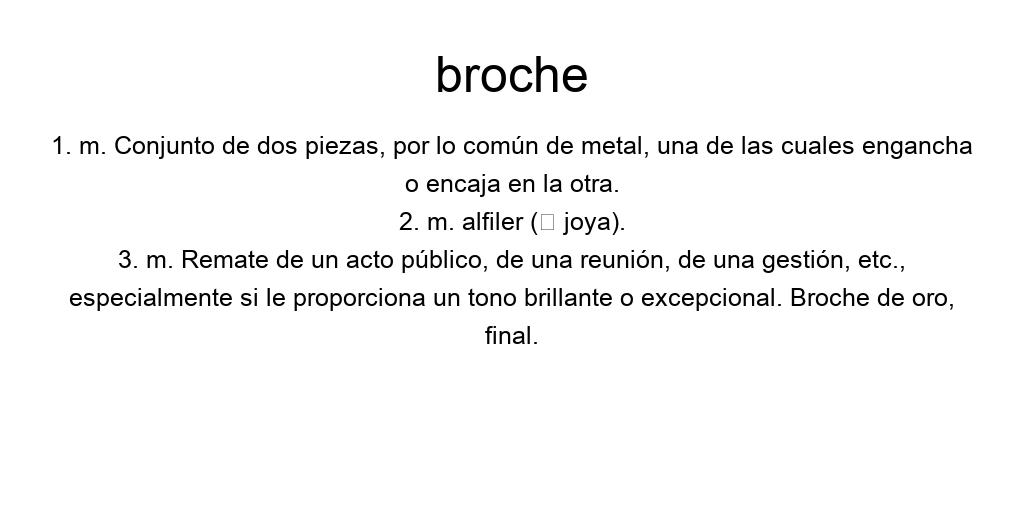 broche
1. m. Conjunto de dos piezas, por lo común de metal, una de las cuales engancha
o encaja en la otra.
2. m. alfiler (□ joya).
3. m. Remate de un acto público, de una reunión, de una gestión, etc.,
especialmente si le proporciona un tono brillante o excepcional. Broche de oro,
final.